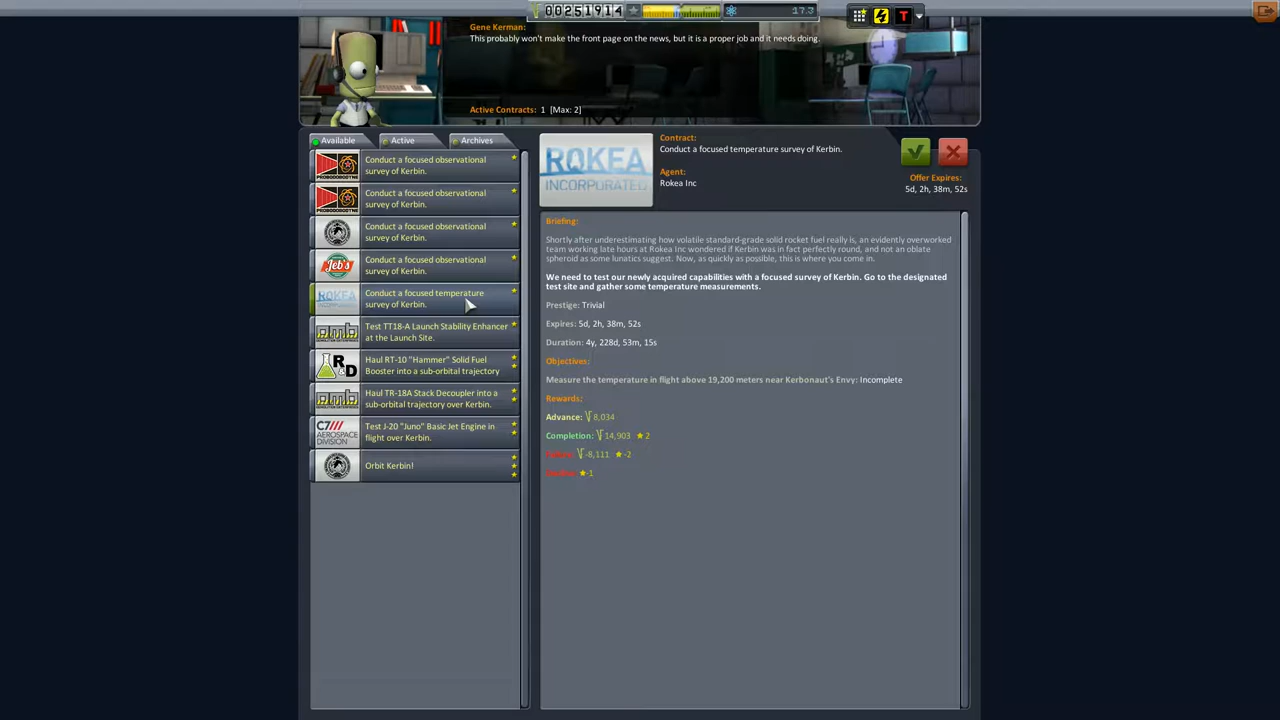 00251914
17.3
T
Gene Kerman:
This probably won't make the front page on the news, but it is a proper job and it needs doing.
Active Contracts: 1 [Max: 2]
Available
Active
Archives
Conduct a focused observational
survey of Kerbin.
Conduct a focused observational
survey of Kerbin.
Conduct a focused observational
survey of Kerbin.
Jeb's
Conduct a focused observational
survey of Kerbin.
ROKEA
Conduct a focused temperature
survey of Kerbin.
Test TT18-A Launch Stability Enhancer
at the Launch Site.
R&D
Haul RT-10 "Hammer" Solid Fuel
Booster into a sub-orbital trajectory
Haul TR-18A Stack Decoupler into a
sub-orbital trajectory over Kerbin.
C7
AEROSPACE
DIVISION
Test J-20 "Juno" Basic Jet Engine in
flight over Kerbin.
Orbit Kerbin!
ROKEA
INCORPORATED
Contract:
Conduct a focused temperature survey of Kerbin.
Agent:
Rokea Inc
Offer Expires:
5d, 2h, 38m, 52s
Briefing:
Shortly after underestimating how volatile standard-grade solid rocket fuel really is, an evidently overworked
team working late hours at Rokea Inc wondered if Kerbin was in fact perfectly round, and not an oblate
spheroid as some lunatics suggest. Now, as quickly as possible, this is where you come in.
We need to test our newly acquired capabilities with a focused survey of Kerbin. Go to the designated
test site and gather some temperature measurements.
Prestige: Trivial
Expires: 5d, 2h, 38m, 52s
Duration: 4y, 228d, 53m, 15s
Objectives:
Measure the temperature in flight above 19,200 meters near Kerbonaut's Envy: Incomplete
Rewards:
Advance: 8,034
Completion: 14,903 2
-8,111 -2
-1